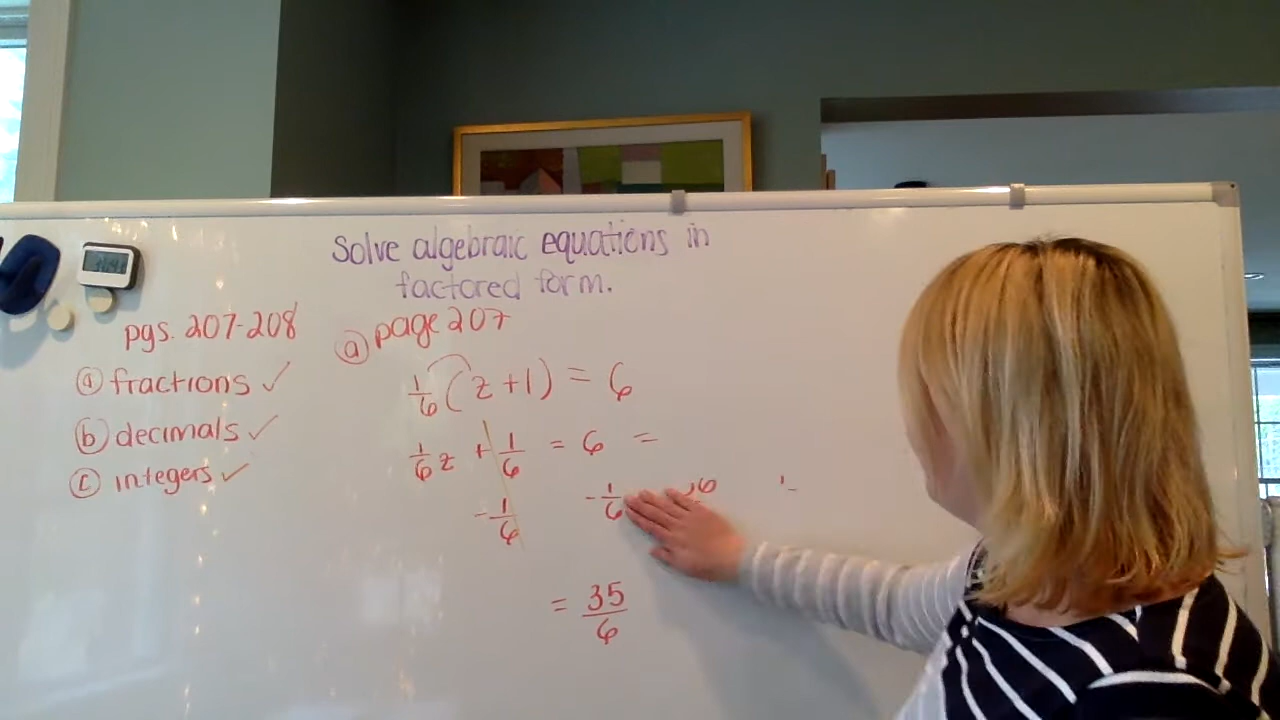 Solve algebraic equations in
factored form.
pgs. 207-208
ⓐ fractions ✓
ⓑ decimals ✓
ⓒ integers ✓
ⓐ page 207
1/6 (z + 1) = 6
1/6 z + 1/6 = 6 =
- 1/6 - 1/6
= 35/6